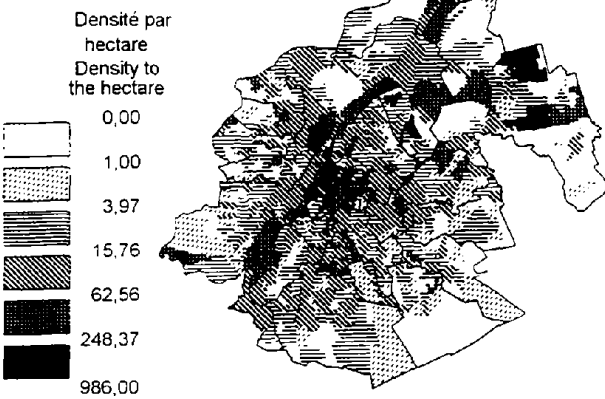 Densité par
hectare
Density to
the hectare
0,00
1,00
3,97
15,76
62,56
248,37
986,00